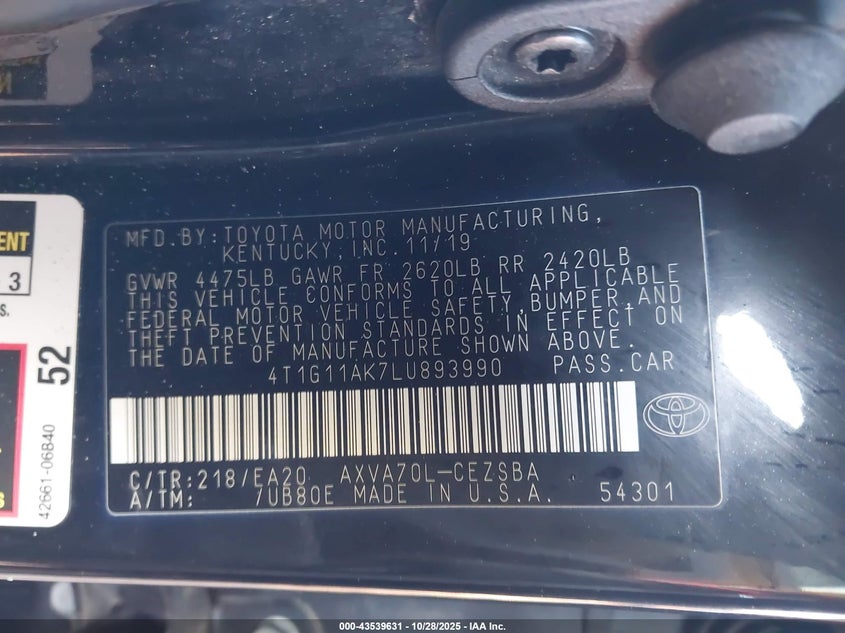 ENT
3
S.
52
42661-06B40
S
MFD.BY:TOYOTA MOTOR MANUFACTURING,
KENTUCKY,INC. 11/19
GVWR 4475LB GAWR FR 2620LB RR 2420LB
THIS VEHICLE CONFORMS TO ALL APPLICABLE
FEDERAL MOTOR VEHICLE SAFETY,BUMPER,AND
THEFT PREVENTION STANDARDS IN EFFECT ON
THE DATE OF MANUFACTURE SHOWN ABOVE.
4T1G11AK7LU893990 PASS.CAR
C/TR:218/EA20 AXVA70L-CEZSBA
A/TM: /UB80E MADE IN U.S.A. 54301
000-43539631 - 10/28/2025 - IAA Inc.